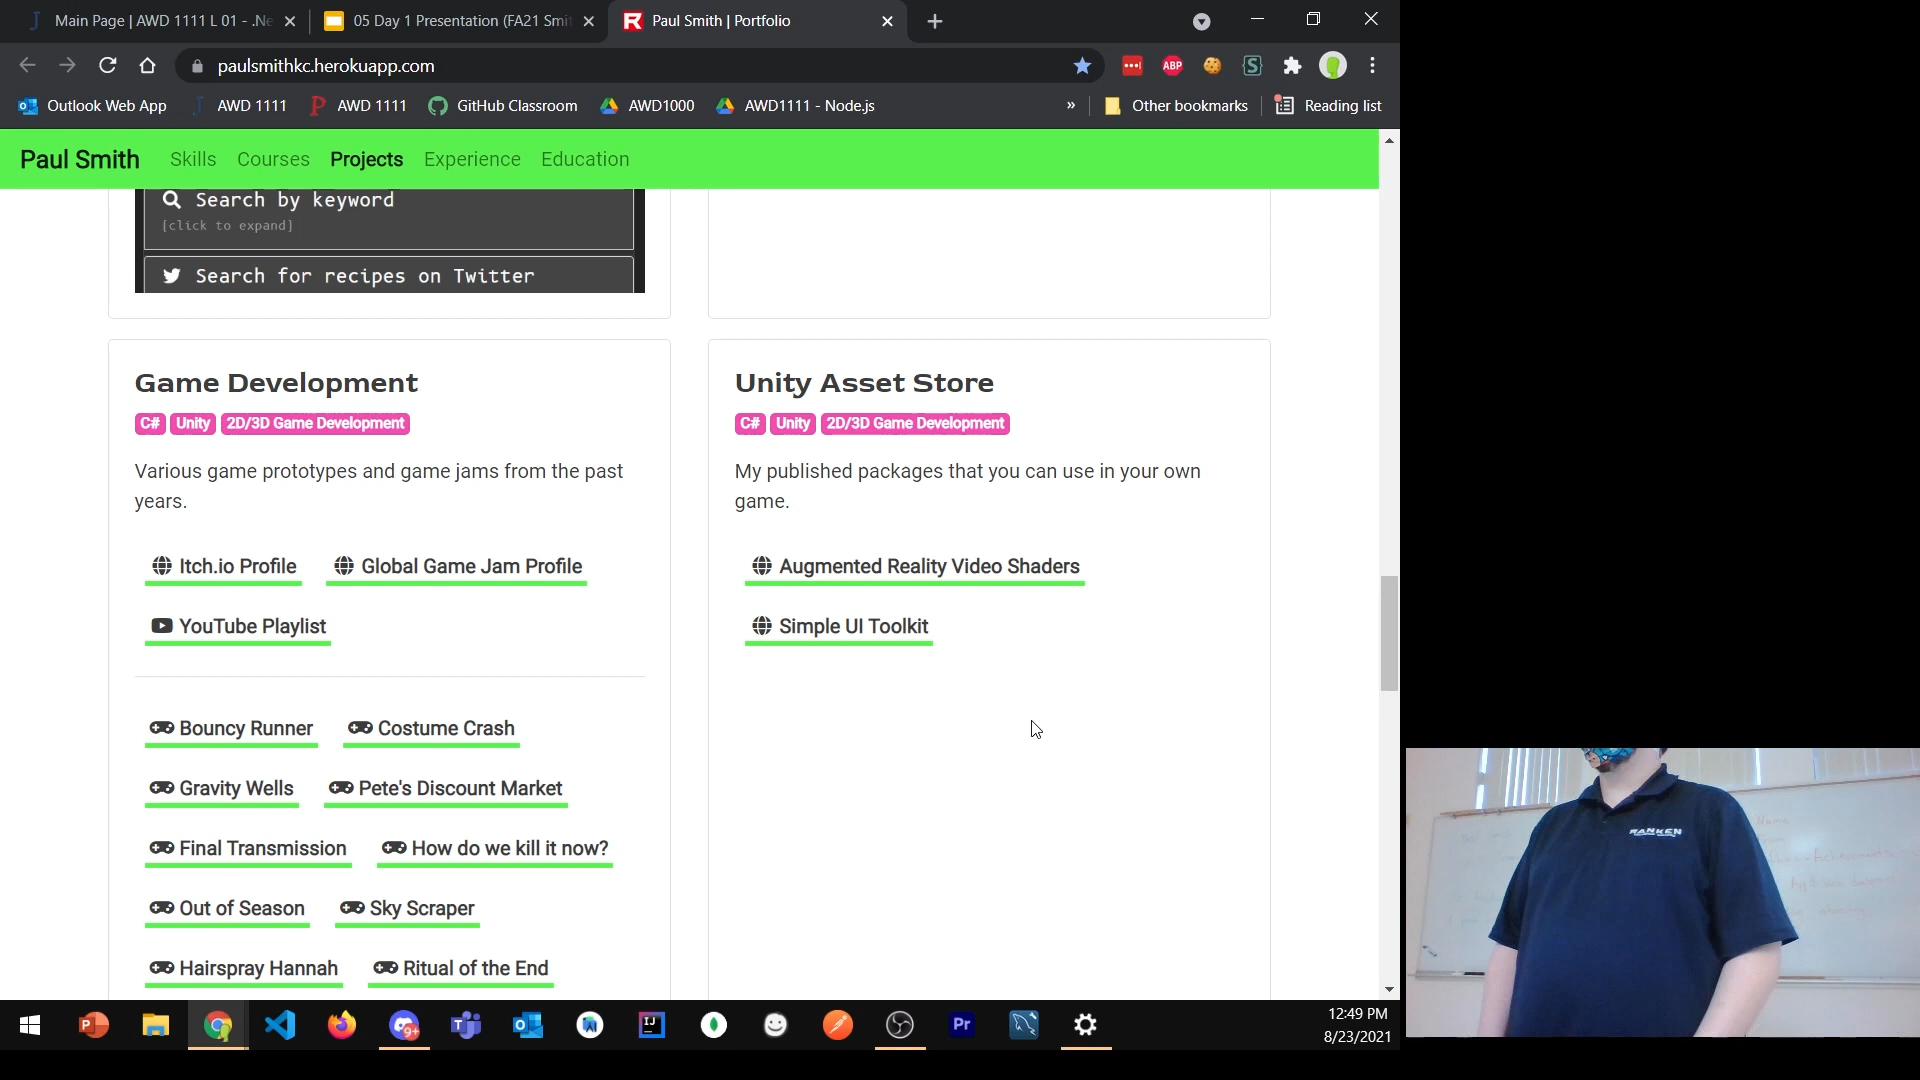 Main Page | AWD 1111 L 01 - .Ne
05 Day 1 Presentation (FA21 Smit
Paul Smith | Portfolio
paulsmithkc.herokuapp.com
ABP
S
Outlook Web App
AWD 1111
AWD 1111
GitHub Classroom
AWD1000
AWD1111 - Node.js
»
Other bookmarks
Reading list
Paul Smith
Skills
Courses
Projects
Experience
Education
Search by keyword
[click to expand]
Search for recipes on Twitter
Game Development
C# Unity 2D/3D Game Development
Various game prototypes and game jams from the past
years.
Itch.io Profile
Global Game Jam Profile
YouTube Playlist
Bouncy Runner
Costume Crash
Gravity Wells
Pete's Discount Market
Final Transmission
How do we kill it now?
Out of Season
Sky Scraper
Hairspray Hannah
Ritual of the End
Unity Asset Store
C# Unity 2D/3D Game Development
My published packages that you can use in your own
game.
Augmented Reality Video Shaders
Simple UI Toolkit
RANKEN
Name
9+
IJ
Pr
12:49 PM
8/23/2021